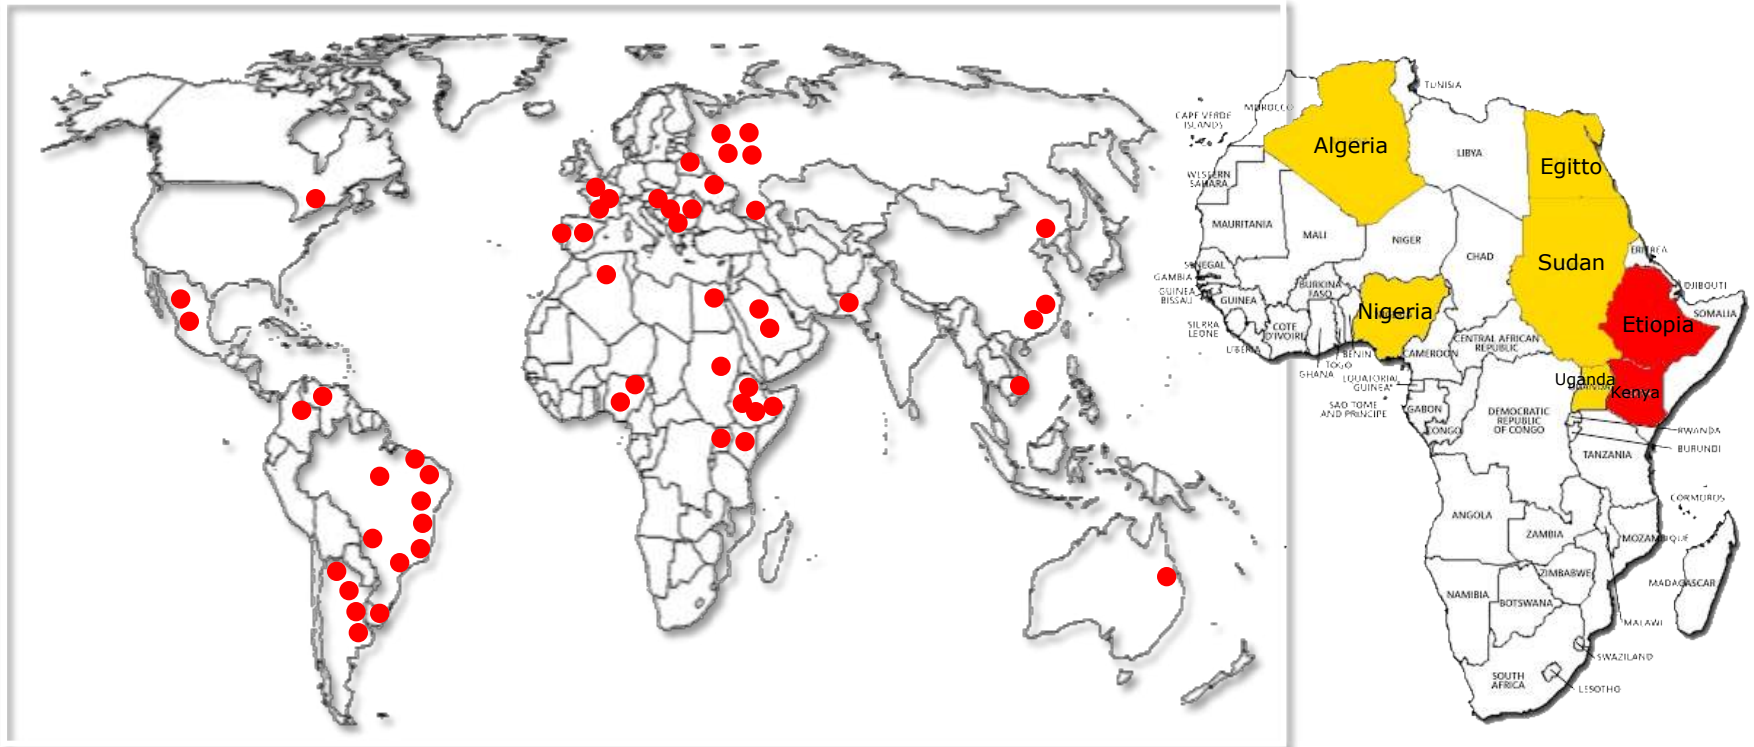 TUNISIA
MOROCCO
CAPE VERDE
ISLANDS
Algeria
LIBYA
Egitto
WESTERN
SAHARA
MAURITANIA
MALI
NIGER
CHAD
Sudan
ERITREA
SENEGAL
GAMBIA
GUINEA
BISSAU
GUINEA
BURKINA
FASO
Nigeria
DJIBOUTI
SOMALIA
Etiopia
SIERRA
LEONE
COTE
D'IVOIRE
LIBERIA
BENIN
TOGO
GHANA
CAMEROON
CENTRAL AFRICAN
REPUBLIC
EQUATORIAL
GUINEA
Uganda
Kenya
SAO TOME
AND PRINCIPE
GABON
CONGO
DEMOCRATIC
REPUBLIC
OF CONGO
RWANDA
BURUNDI
TANZANIA
COMOROS
ANGOLA
ZAMBIA
MOZAMBIQUE
ZIMBABWE
MADAGASCAR
NAMIBIA
BOTSWANA
MALAWI
SWAZILAND
SOUTH
AFRICA
LESOTHO